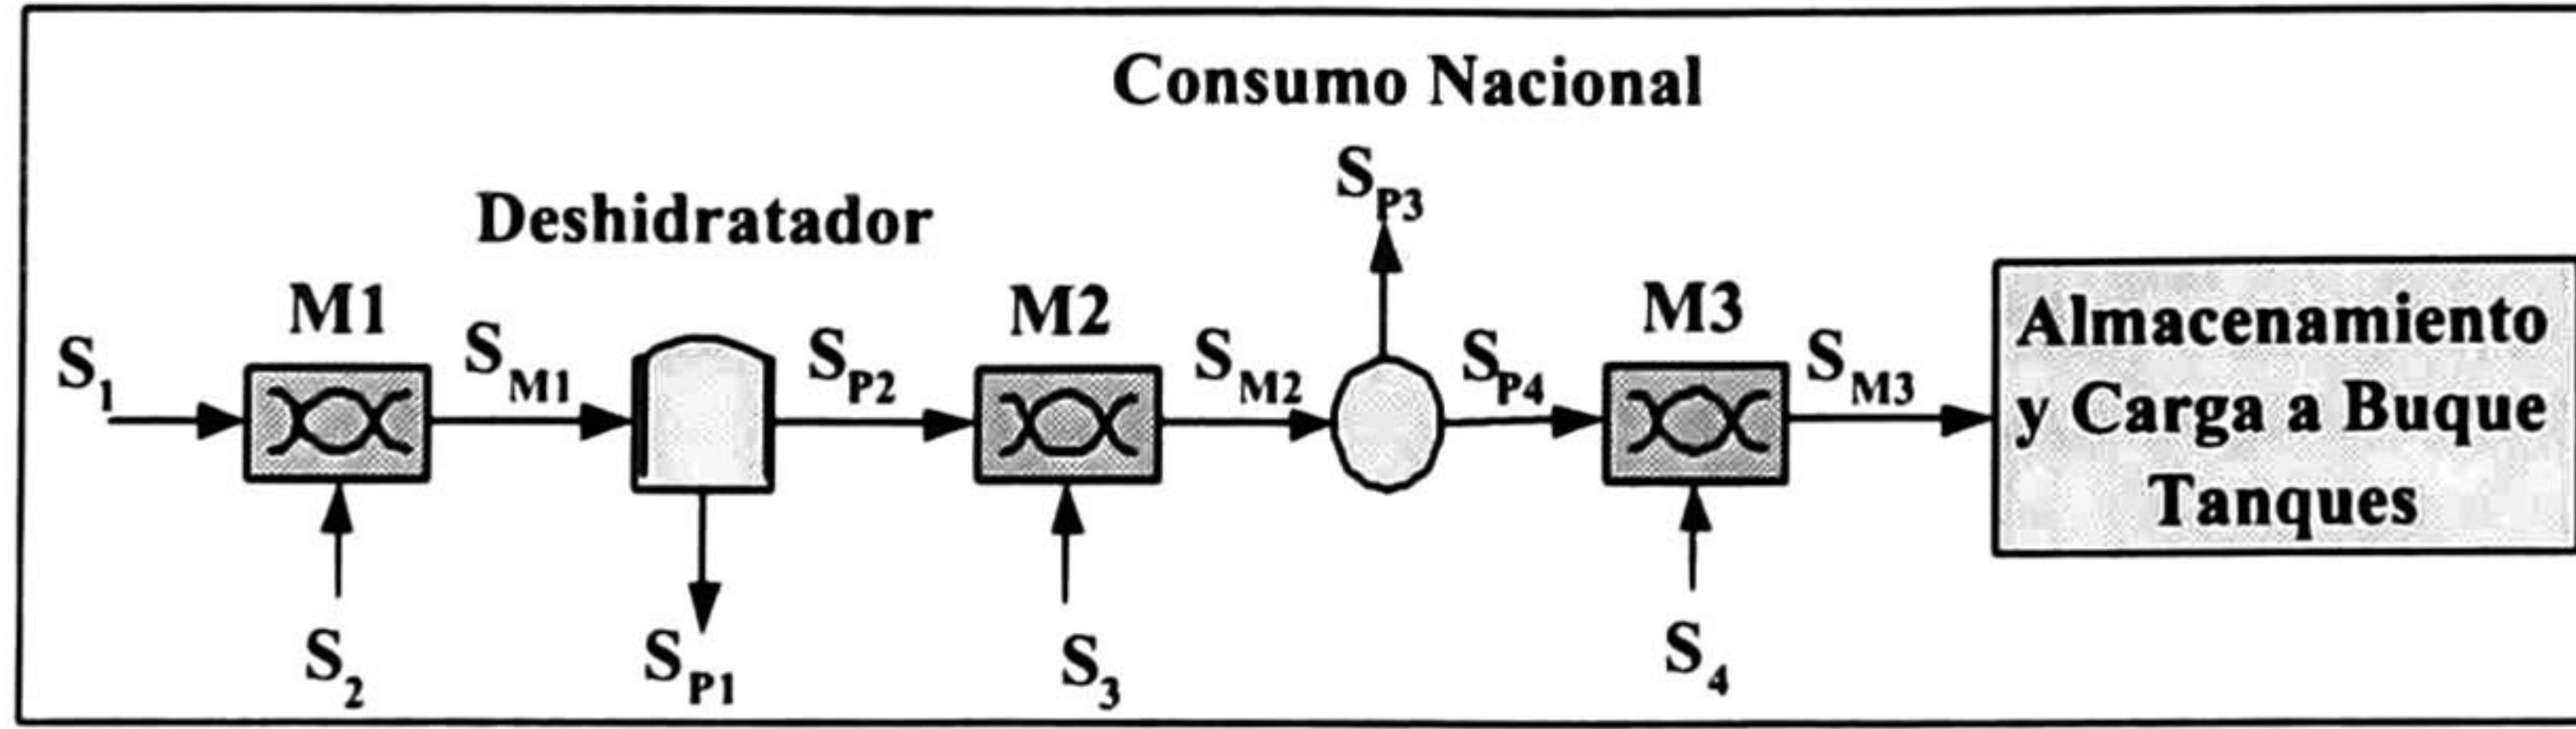 Consumo Nacional
S_P3
Deshidratador
M1
M2
M3
S_1
S_M1
S_P2
S_M2
S_P4
S_M3
Almacenamiento
y Carga a Buque
Tanques
S_2
S_P1
S_3
S_4